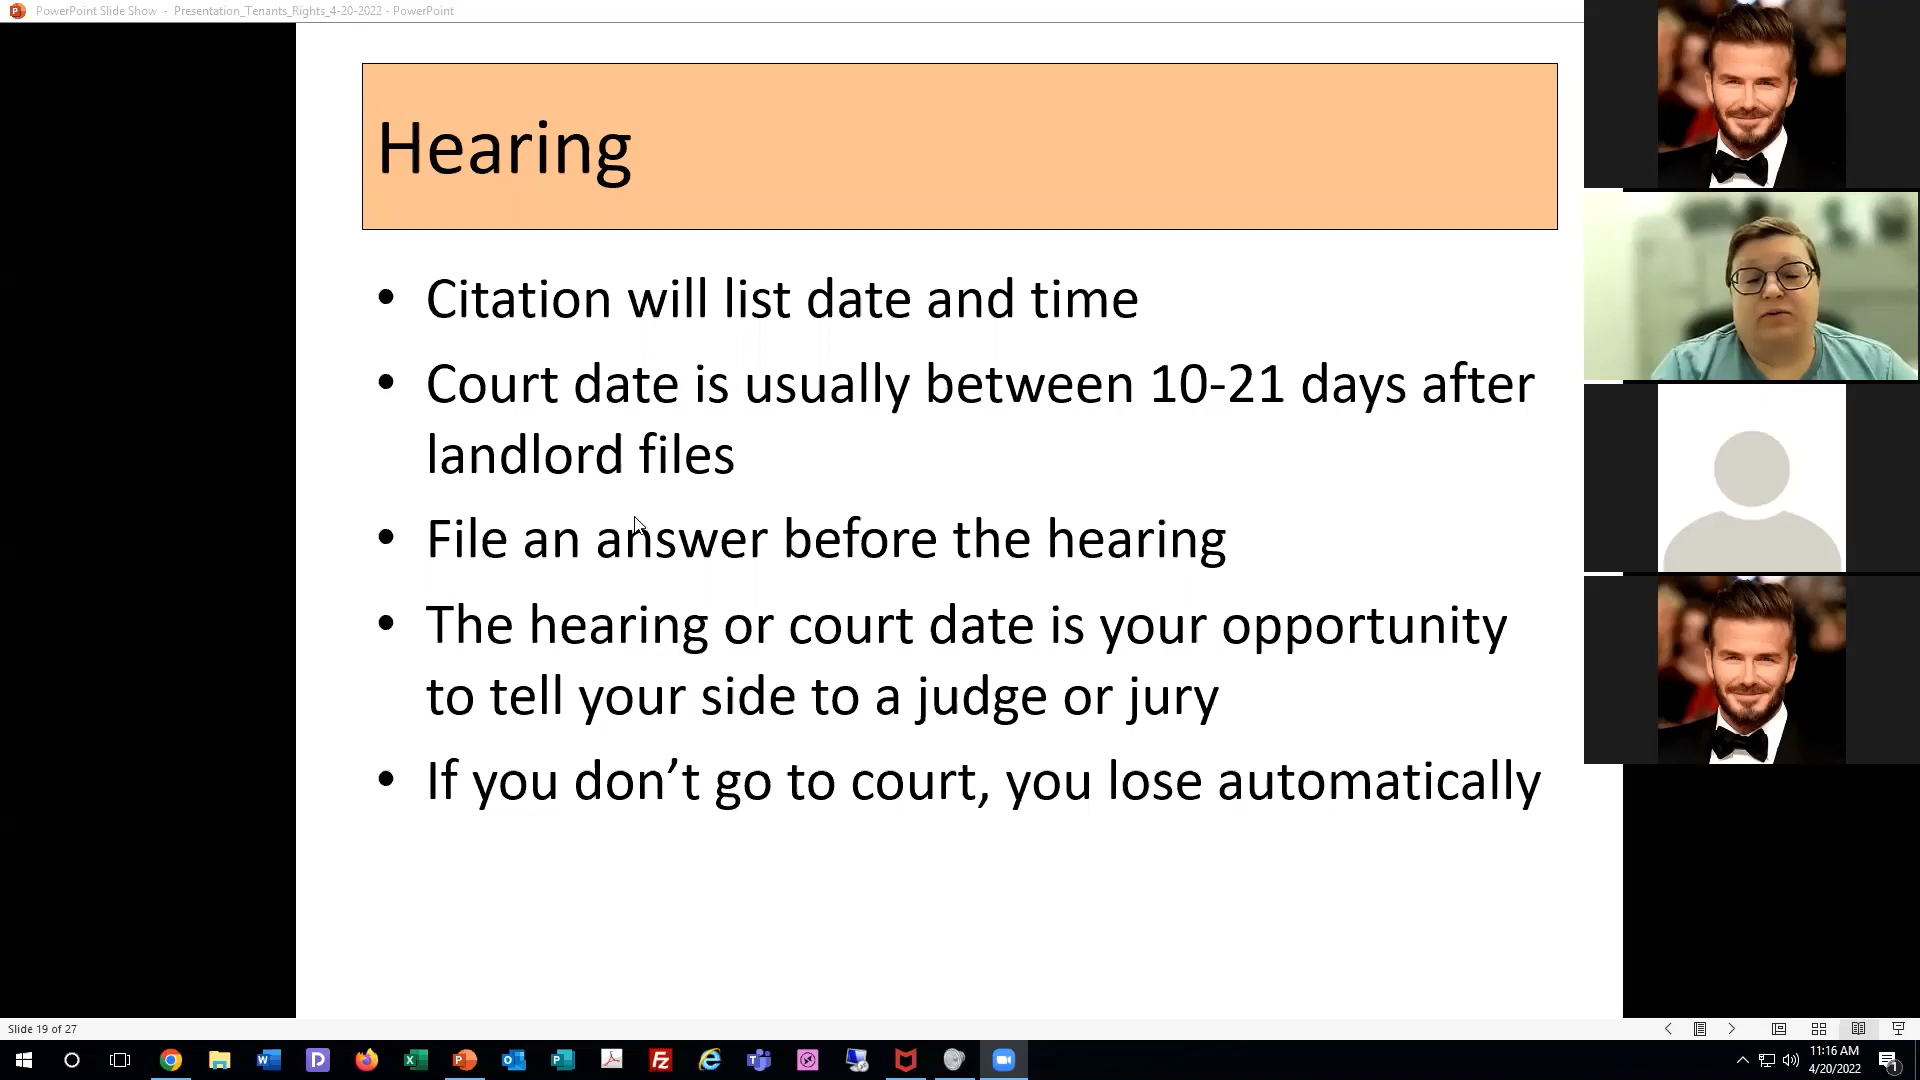 PowerPoint Slide Show - Presentation_Tenants_Rights_4-20-2022 - PowerPoint
Hearing
• Citation will list date and time
• Court date is usually between 10-21 days after
landlord files
• File an answer before the hearing
• The hearing or court date is your opportunity
to tell your side to a judge or jury
• If you don’t go to court, you lose automatically
Slide 19 of 27
11:16 AM
4/20/2022
1